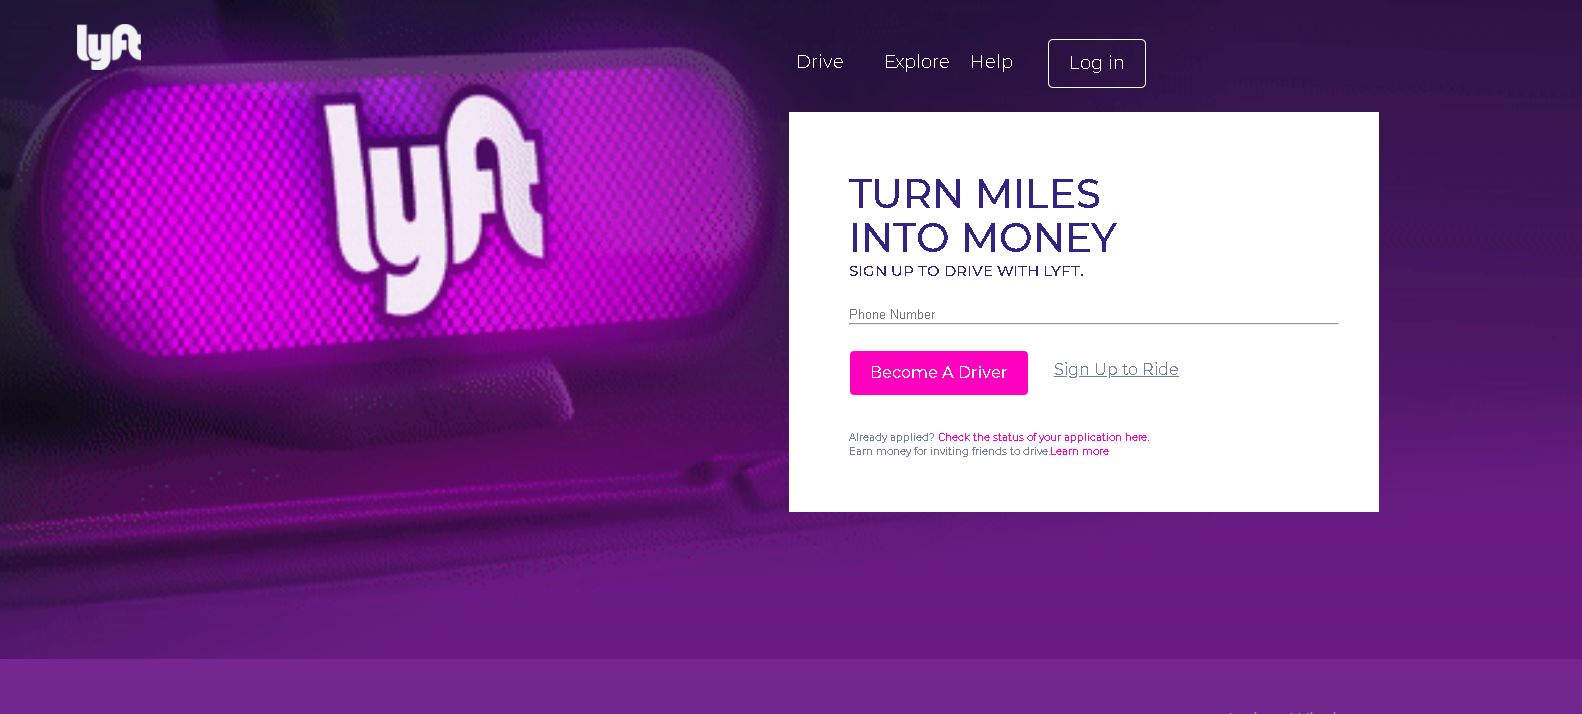 lyft
Drive Explore Help Log in
lyft
TURN MILES
INTO MONEY
SIGN UP TO DRIVE WITH LYFT.
Phone Number
Become A Driver Sign Up to Ride
Already applied? Check the status of your application here.
Earn money for inviting friends to drive.Learn more